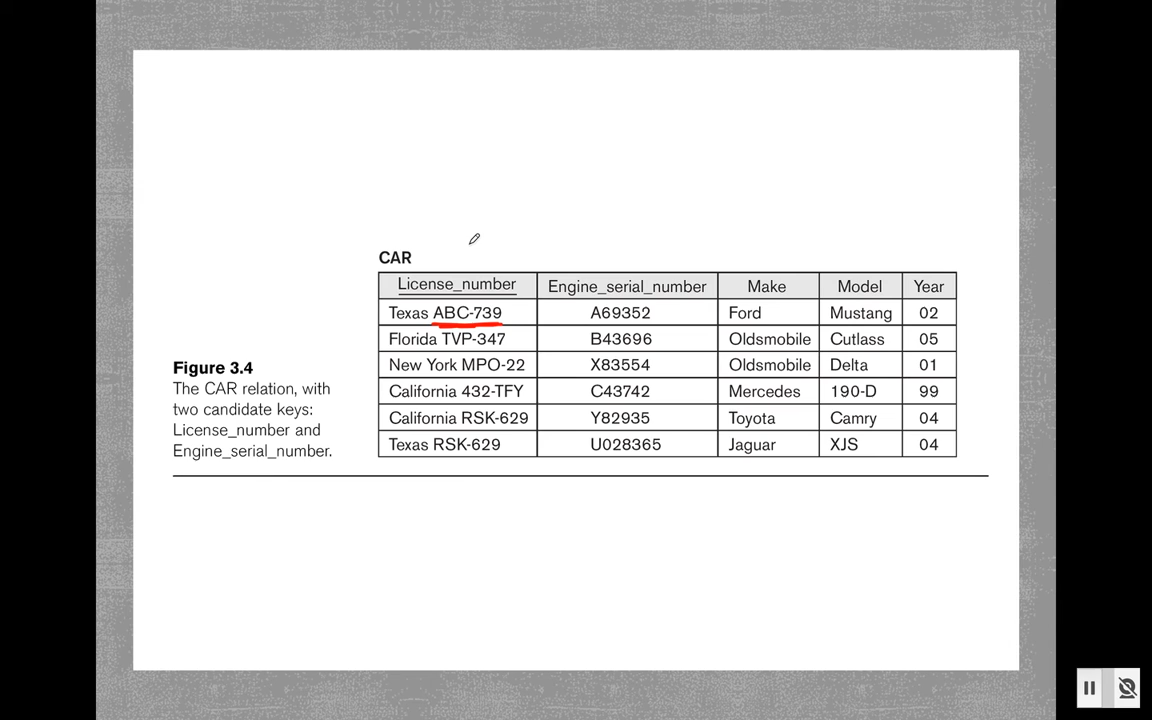 CAR
License_number Engine_serial_number Make Model Year
Texas ABC-739 A69352 Ford Mustang 02
Florida TVP-347 B43696 Oldsmobile Cutlass 05
New York MPO-22 X83554 Oldsmobile Delta 01
California 432-TFY C43742 Mercedes 190-D 99
California RSK-629 Y82935 Toyota Camry 04
Texas RSK-629 U028365 Jaguar XJS 04
Figure 3.4
The CAR relation, with
two candidate keys:
License_number and
Engine_serial_number.